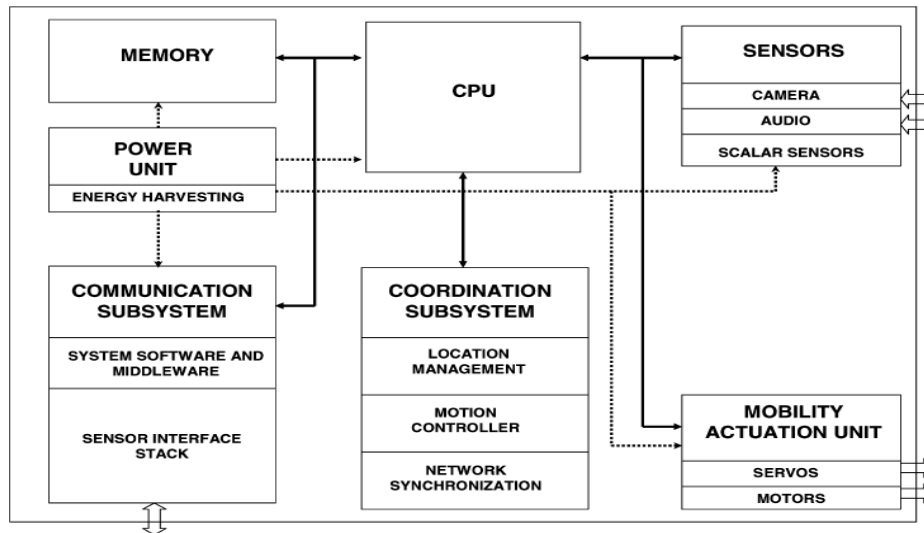 MEMORY
CPU
SENSORS
CAMERA
AUDIO
SCALAR SENSORS
POWER
UNIT
ENERGY HARVESTING
COMMUNICATION
SUBSYSTEM
SYSTEM SOFTWARE AND
MIDDLEWARE
SENSOR INTERFACE
STACK
COORDINATION
SUBSYSTEM
LOCATION
MANAGEMENT
MOTION
CONTROLLER
NETWORK
SYNCHRONIZATION
MOBILITY
ACTUATION UNIT
SERVOS
MOTORS